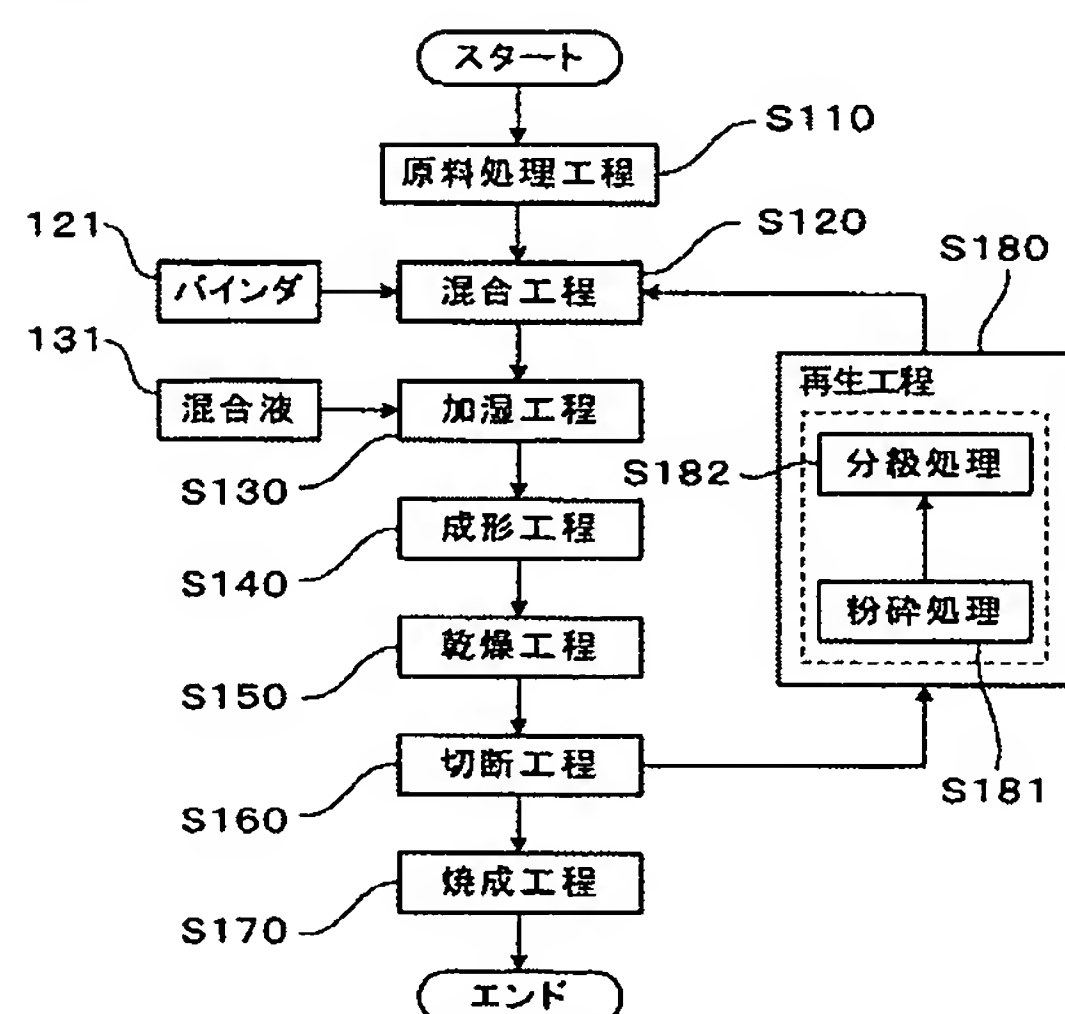 スタート
S110
原料処理工程
S120
121
バインダ
混合工程
S180
131
混合液
加湿工程
S130
再生工程
S182
分級処理
成形工程
S140
粉砕処理
乾燥工程
S150
切断工程
S160
S181
焼成工程
S170
エンド